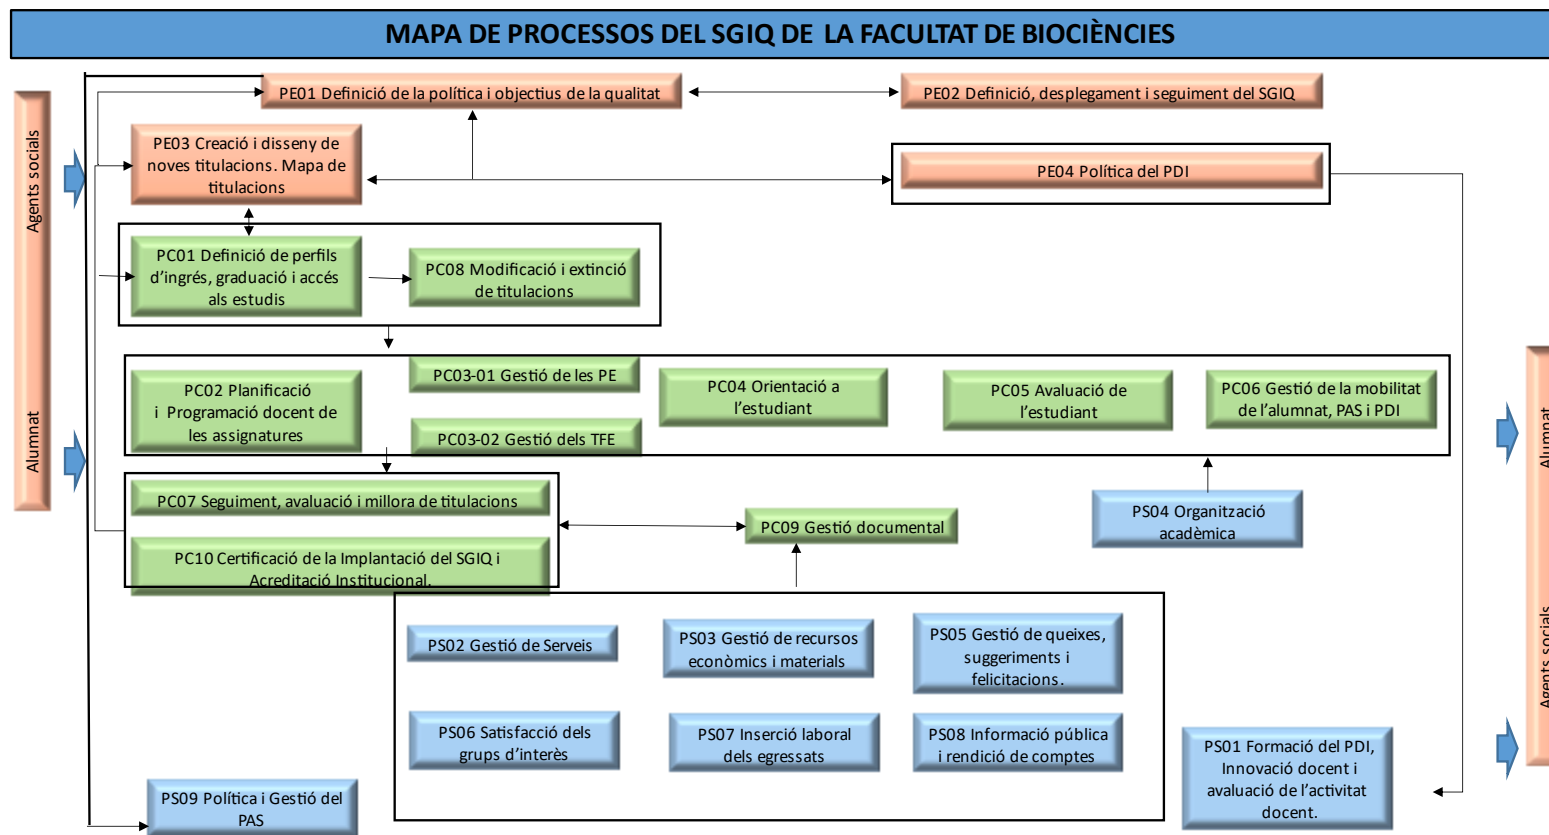 MAPA DE PROCESSOS DEL SGIQ DE LA FACULTAT DE BIOCIÈNCIES
Agents socials
Alumnat
PE01 Definició de la política i objectius de la qualitat
PE02 Definició, desplegament i seguiment del SGIQ
PE03 Creació i disseny de
noves titulacions. Mapa de
titulacions
PE04 Política del PDI
PC01 Definició de perfils
d’ingrés, graduació i accés
als estudis
PC08 Modificació i extinció
de titulacions
PC02 Planificació
i Programació docent de
les assignatures
PC03-01 Gestió de les PE
PC03-02 Gestió dels TFE
PC04 Orientació a
l’estudiant
PC05 Avaluació de
l’estudiant
PC06 Gestió de la mobilitat
de l’alumnat, PAS i PDI
PC07 Seguiment, avaluació i millora de titulacions
PC10 Certificació de la Implantació del SGIQ i
Acreditació Institucional.
PC09 Gestió documental
PS04 Organització
acadèmica
PS02 Gestió de Serveis
PS03 Gestió de recursos
econòmics i materials
PS05 Gestió de queixes,
suggeriments i
felicitacions.
PS06 Satisfacció dels
grups d’interès
PS07 Inserció laboral
dels egressats
PS08 Informació pública
i rendició de comptes
PS01 Formació del PDI,
Innovació docent i
avaluació de l’activitat
docent.
PS09 Política i Gestió del
PAS
Alumnat
Agents socials